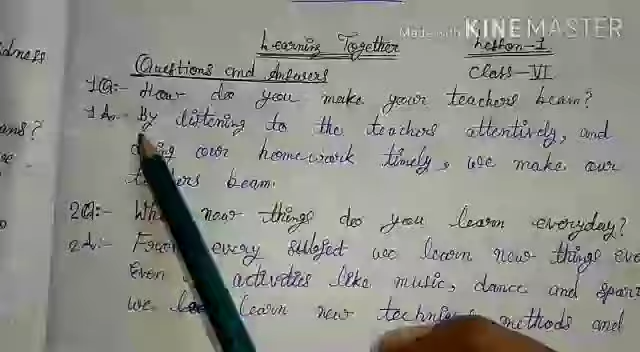 Made with KINEMASTER
Learning Together Lesson-I
Questions and Answers Class-VI
1Q:- How do you make your teachers beam?
1A:- By listening to the teachers attentively, and
our homework timely, we make our
beam.
2Q:- new things do you learn everyday?
2A:- every subject we learn new things
Even activities like music, dance and
we learn new methods and